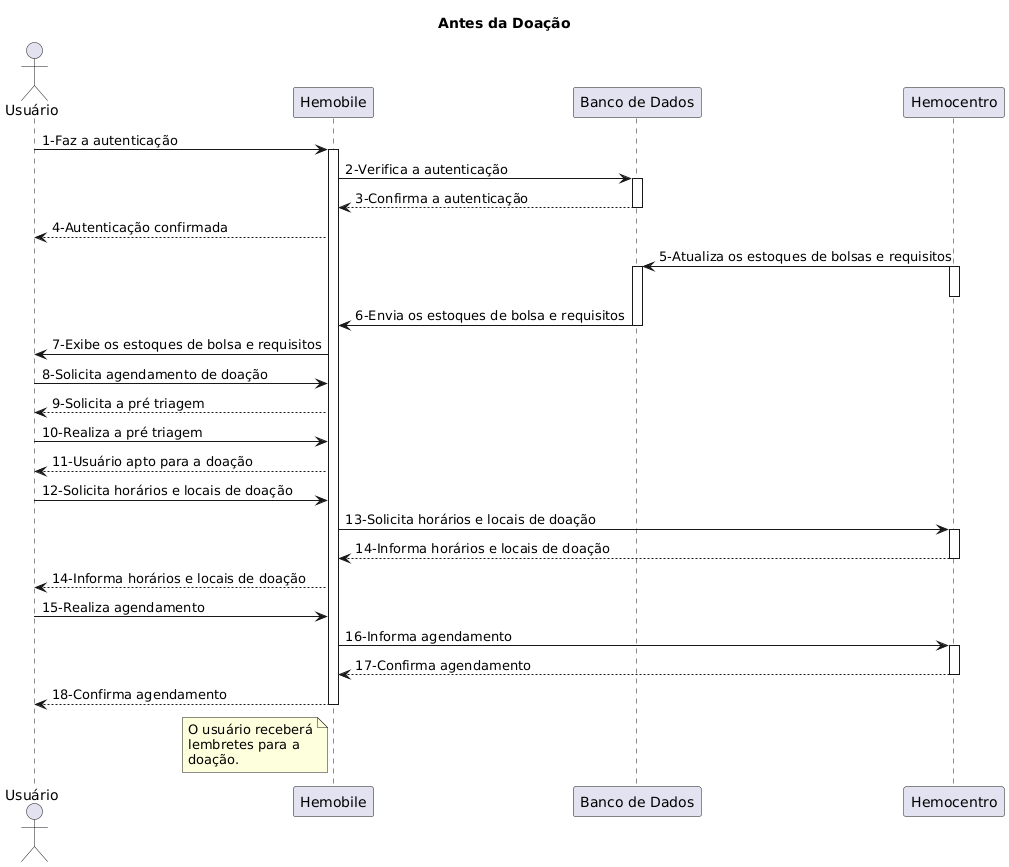 Antes da Doação
Usuário
Hemobile
Banco de Dados
Hemocentro
1-Faz a autenticação
2-Verifica a autenticação
3-Confirma a autenticação
4-Autenticação confirmada
5-Atualiza os estoques de bolsas e requisitos
6-Envia os estoques de bolsa e requisitos
7-Exibe os estoques de bolsa e requisitos
8-Solicita agendamento de doação
9-Solicita a pré triagem
10-Realiza a pré triagem
11-Usuário apto para a doação
12-Solicita horários e locais de doação
13-Solicita horários e locais de doação
14-Informa horários e locais de doação
14-Informa horários e locais de doação
15-Realiza agendamento
16-Informa agendamento
17-Confirma agendamento
18-Confirma agendamento
O usuário receberá
lembretes para a
doação.
Usuário
Hemobile
Banco de Dados
Hemocentro